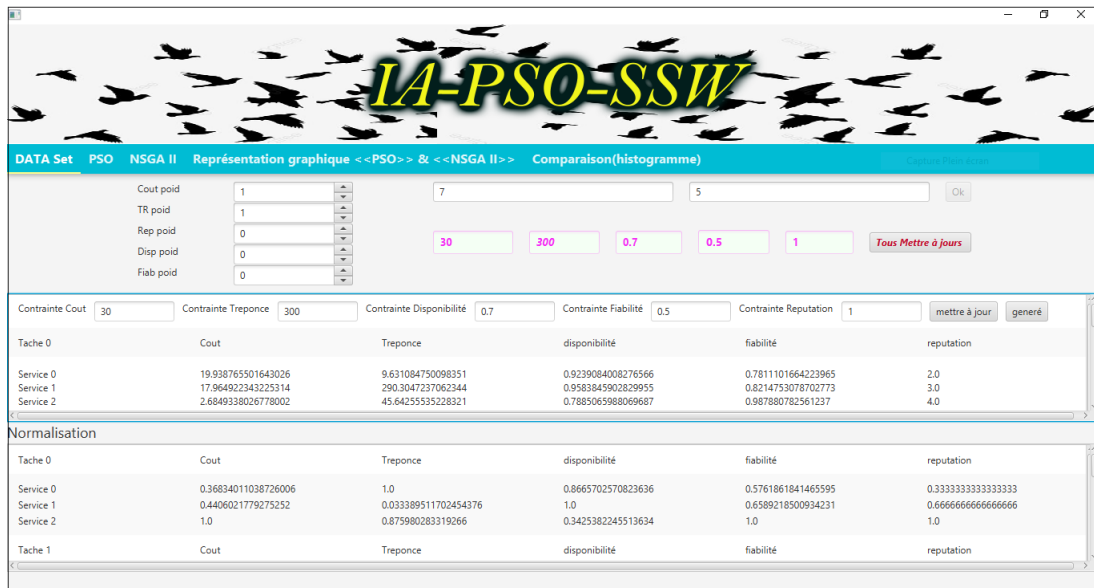 IA-PSO-SSW
DATA Set PSO NSGA II Représentation graphique <<PSO>> & <<NSGA II>> Comparaison(histogramme) Capture Plein écran
Cout poid 1 7 5 Ok
TR poid 1
Rep poid 0
30 300 0.7 0.5 1 Tous Mettre à jours
Disp poid 0
Fiab poid 0
Contrainte Cout 30 Contrainte Treponce 300 Contrainte Disponibilité 0.7 Contrainte Fiabilité 0.5 Contrainte Reputation 1 mettre à jour generé
Tache 0 Cout Treponce disponibilité fiabilité reputation
Service 0 19.938765501643026 9.631084750098351 0.9239084008276566 0.7811101664223965 2.0
Service 1 17.964922343225314 290.3047237062344 0.9583845902829955 0.8214753078702773 3.0
Service 2 2.6849338026778002 45.64255535228321 0.7885065988069687 0.987880782561237 4.0
Normalisation
Tache 0 Cout Treponce disponibilité fiabilité reputation
Service 0 0.36834011038726006 1.0 0.8665702570823636 0.5761861841465595 0.3333333333333333
Service 1 0.4406021779275252 0.033389511702454376 1.0 0.6589218500934231 0.6666666666666666
Service 2 1.0 0.875980283319266 0.3425382245513634 1.0 1.0
Tache 1 Cout Treponce disponibilité fiabilité reputation